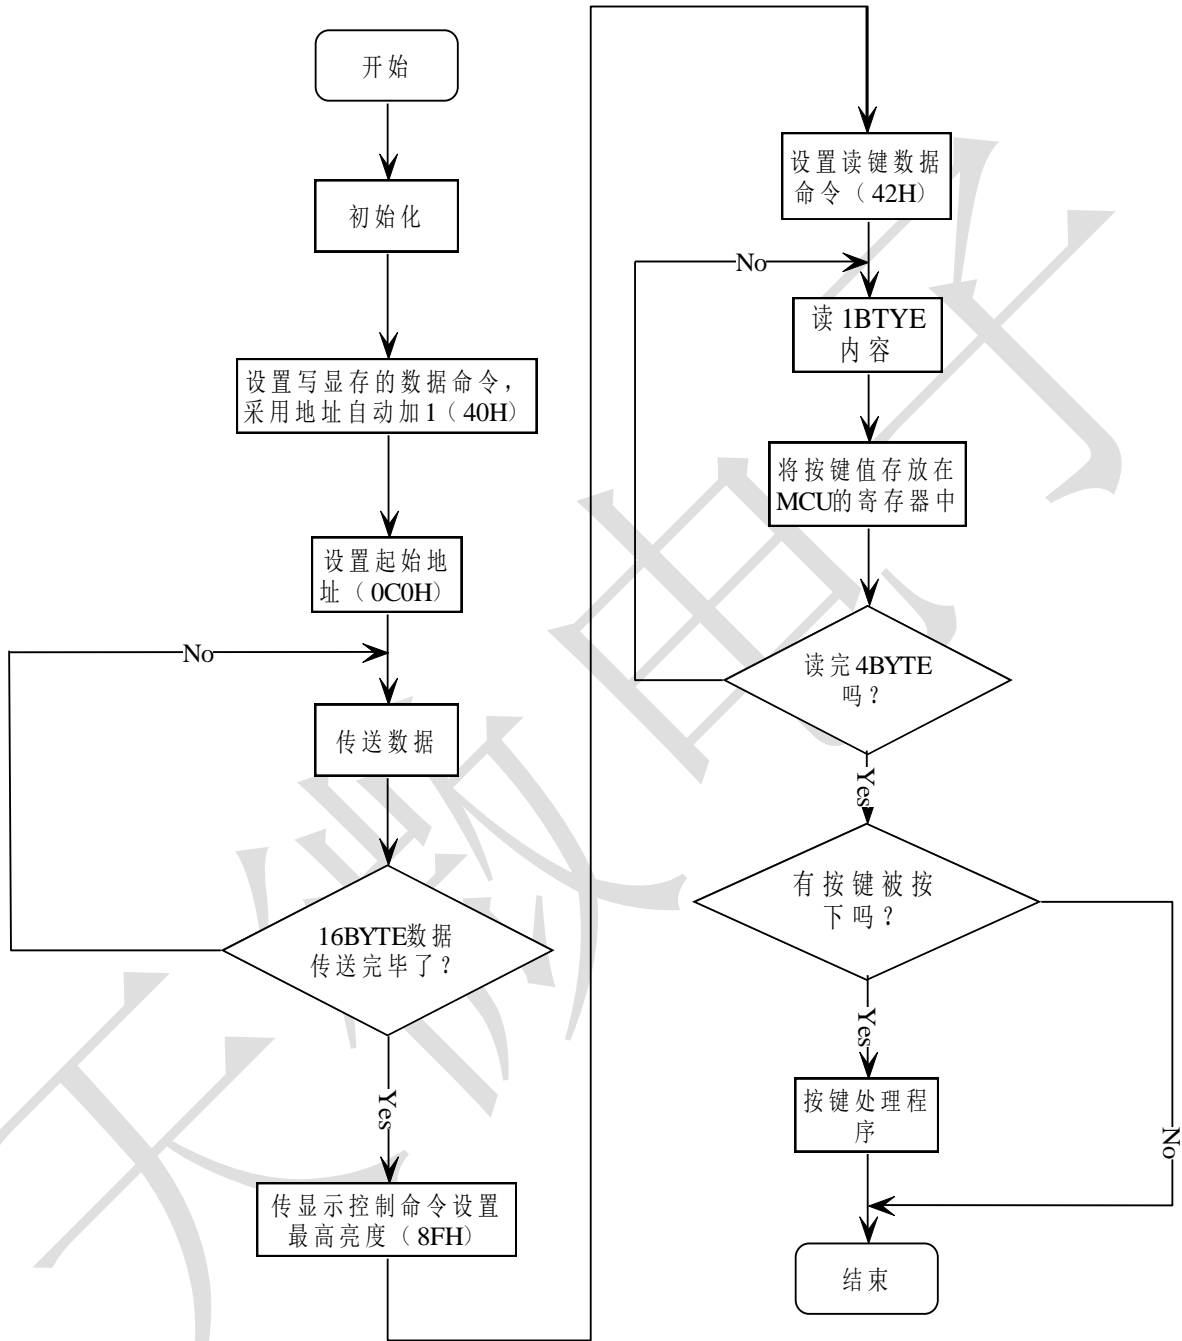 开始
初始化
设置写显存的数据命令，
采用地址自动加1（40H）
设置起始地
址（0C0H）
No
传送数据
16BYTE数据
传送完毕了？
Yes
传显示控制命令设置
最高亮度（8FH）
设置读键数据
命令（42H）
No
读1BTYE
内容
将按键值存放在
MCU的寄存器中
读完4BYTE
吗？
Yes
有按键被按
下吗？
Yes
No
按键处理程
序
结束
天微电子